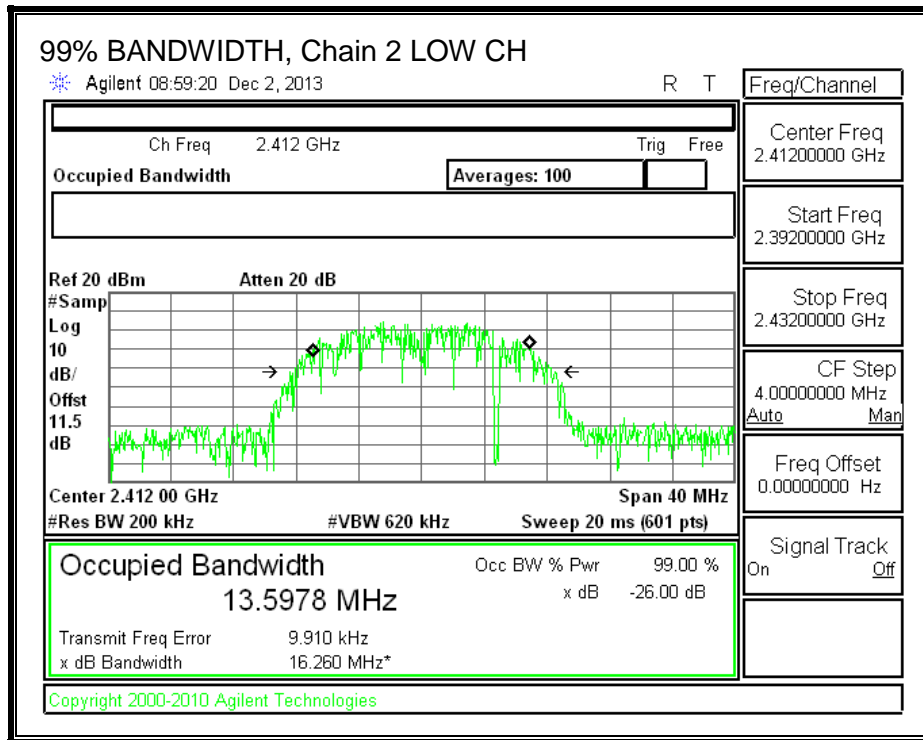 99% BANDWIDTH, Chain 2 LOW CH
Agilent 08:59:20 Dec 2, 2013 R T
Freq/Channel
Ch Freq 2.412 GHz Trig Free
Occupied Bandwidth Averages: 100
Center Freq
2.41200000 GHz
Start Freq
2.39200000 GHz
Stop Freq
2.43200000 GHz
CF Step
4.00000000 MHz
Auto Man
Freq Offset
0.00000000 Hz
Signal Track
On Off
Ref 20 dBm Atten 20 dB
#Samp
Log
10
dB/
Offst
11.5
dB
Center 2.412 00 GHz Span 40 MHz
#Res BW 200 kHz #VBW 620 kHz Sweep 20 ms (601 pts)
Occupied Bandwidth Occ BW % Pwr 99.00 %
13.5978 MHz x dB -26.00 dB
Transmit Freq Error 9.910 kHz
x dB Bandwidth 16.260 MHz*
Copyright 2000-2010 Agilent Technologies